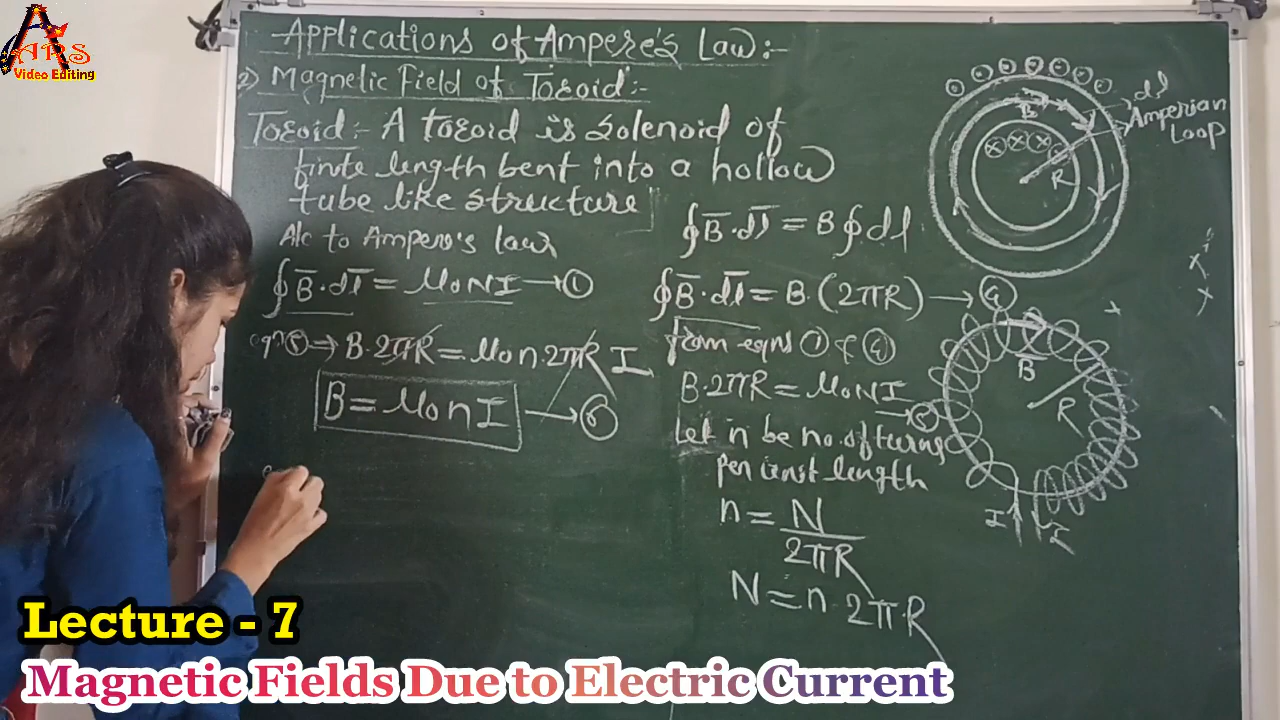 ARS
Video Editing
Applications of Ampere's Law:-
2) Magnetic Field of Toroid:-
Toroid:- A toroid is solenoid of
finite length bent into a hollow
tube like structure
A/c to Ampere's law
∮B̄·dl̄ = μ₀NI → ①
eqn ⑤ ⇒ B·2πR = μ₀n·2πR I
B = μ₀nI → ⑥
∮B̄·dl̄ = B∮dl
∮B̄·dl̄ = B·(2πR) → ④
from eqns ① & ④
B·2πR = μ₀NI
→ ⑤
Let n be no. of turns
per unit length
n = N
2πR
N = n·2πR
dl
B
Amperian
Loop
R
B̄
R
I
I
Lecture - 7
Magnetic Fields Due to Electric Current